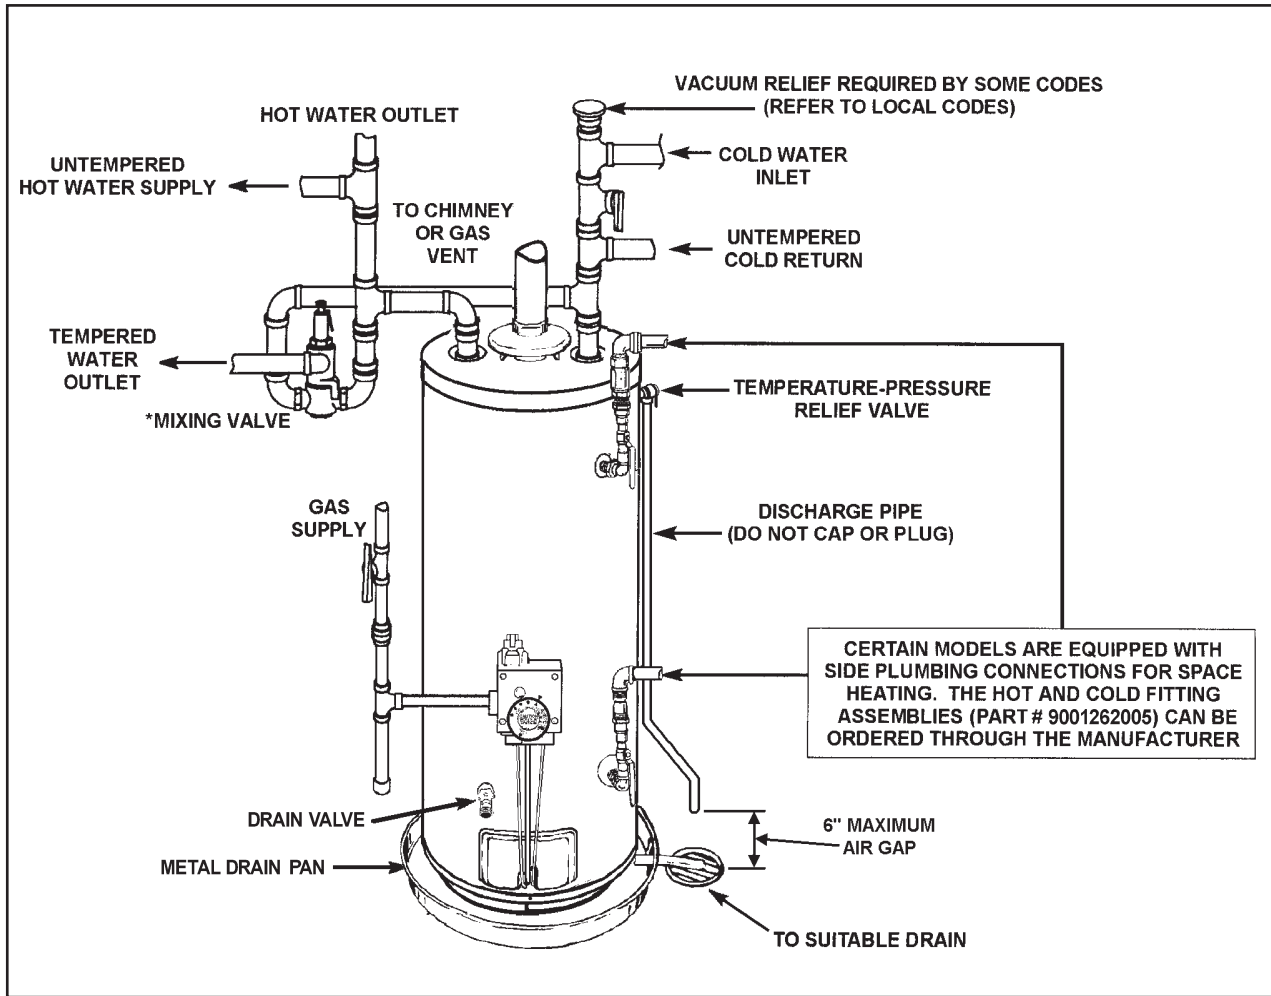 VACUUM RELIEF REQUIRED BY SOME CODES
(REFER TO LOCAL CODES)
HOT WATER OUTLET
COLD WATER
INLET
UNTEMPERED
HOT WATER SUPPLY
TO CHIMNEY
OR GAS
VENT
UNTEMPERED
COLD RETURN
TEMPERED
WATER
OUTLET
*MIXING VALVE
TEMPERATURE-PRESSURE
RELIEF VALVE
GAS
SUPPLY
DISCHARGE PIPE
(DO NOT CAP OR PLUG)
CERTAIN MODELS ARE EQUIPPED WITH
SIDE PLUMBING CONNECTIONS FOR SPACE
HEATING. THE HOT AND COLD FITTING
ASSEMBLIES (PART # 9001262005) CAN BE
ORDERED THROUGH THE MANUFACTURER
DRAIN VALVE
6" MAXIMUM
AIR GAP
METAL DRAIN PAN
TO SUITABLE DRAIN